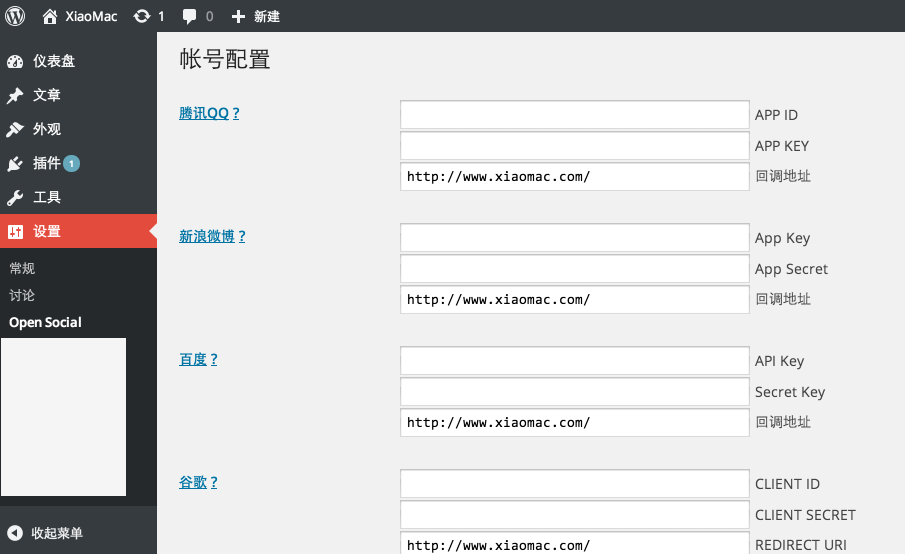 XiaoMac 1 0 新建
仪表盘
文章
外观
插件 1
工具
设置
常规
讨论
Open Social
收起菜单
帐号配置
腾讯QQ ?
APP ID
APP KEY
http://www.xiaomac.com/ 回调地址
新浪微博 ?
App Key
App Secret
http://www.xiaomac.com/ 回调地址
百度 ?
API Key
Secret Key
http://www.xiaomac.com/ 回调地址
谷歌 ?
CLIENT ID
CLIENT SECRET
http://www.xiaomac.com/ REDIRECT URI